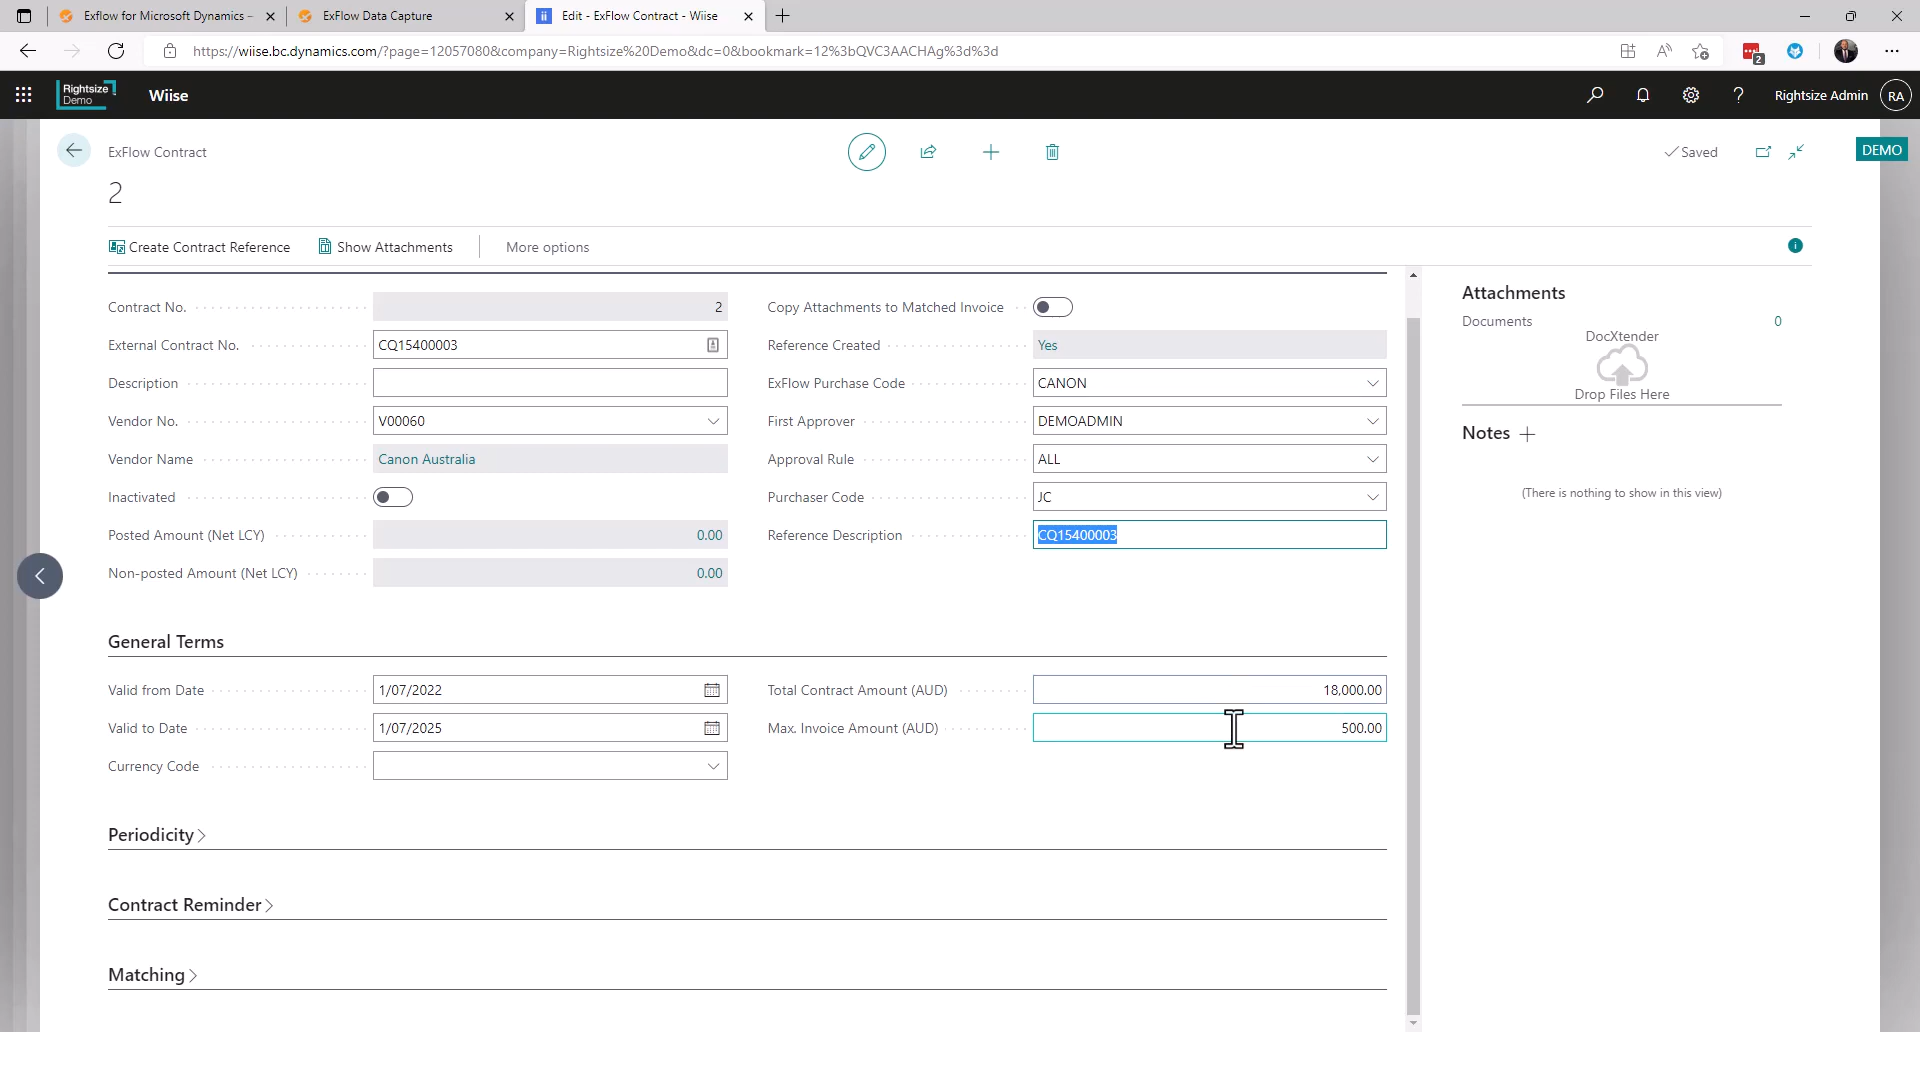 Exflow for Microsoft Dynamics –
ExFlow Data Capture
Edit - ExFlow Contract - Wiise
https://wiise.bc.dynamics.com/?page=12057080&company=Rightsize%20Demo&dc=0&bookmark=12%3bQVC3AACHAg%3d%3d
2
Rightsize
Demo
Wiise
Rightsize Admin
RA
ExFlow Contract
Saved
DEMO
2
Create Contract Reference
Show Attachments
More options
Contract No.
2
Copy Attachments to Matched Invoice
External Contract No.
CQ15400003
Reference Created
Yes
Description
ExFlow Purchase Code
CANON
Vendor No.
V00060
First Approver
DEMOADMIN
Vendor Name
Canon Australia
Approval Rule
ALL
Inactivated
Purchaser Code
JC
Posted Amount (Net LCY)
0.00
Reference Description
CQ15400003
Non-posted Amount (Net LCY)
0.00
General Terms
Valid from Date
1/07/2022
Total Contract Amount (AUD)
18,000.00
Valid to Date
1/07/2025
Max. Invoice Amount (AUD)
500.00
Currency Code
Periodicity
Contract Reminder
Matching
Attachments
Documents
0
DocXtender
Drop Files Here
Notes
(There is nothing to show in this view)